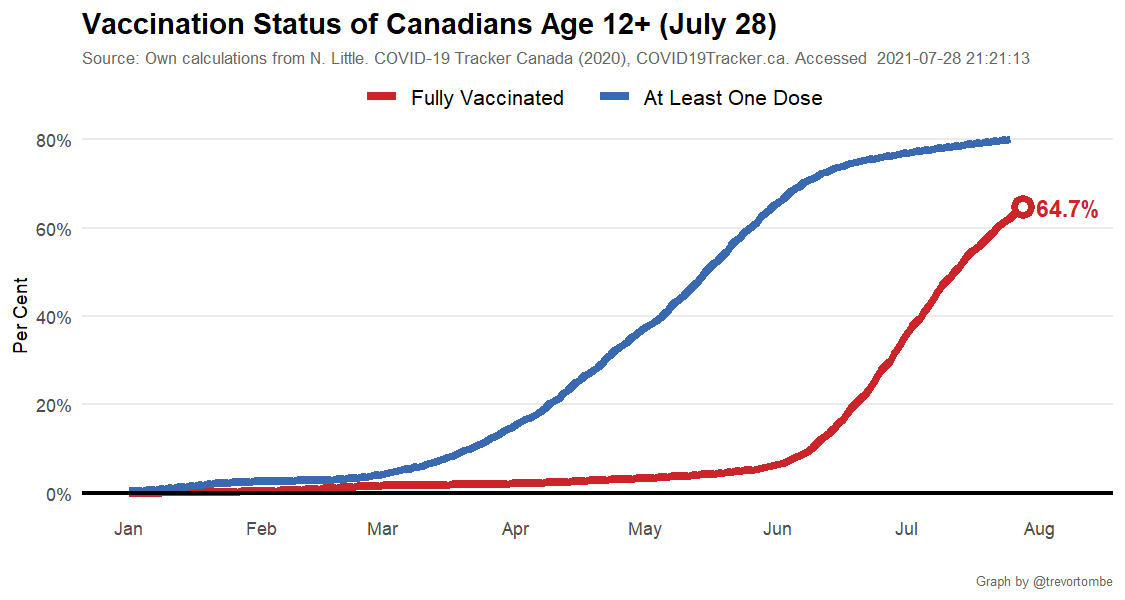 Vaccination Status of Canadians Age 12+ (July 28)
Source: Own calculations from N. Little. COVID-19 Tracker Canada (2020), COVID19Tracker.ca. Accessed  2021-07-28 21:21:13
Fully Vaccinated
At Least One Dose
Per Cent
80%
60%
40%
20%
0%
64.7%
Jan
Feb
Mar
Apr
May
Jun
Jul
Aug
Graph by @trevortombe